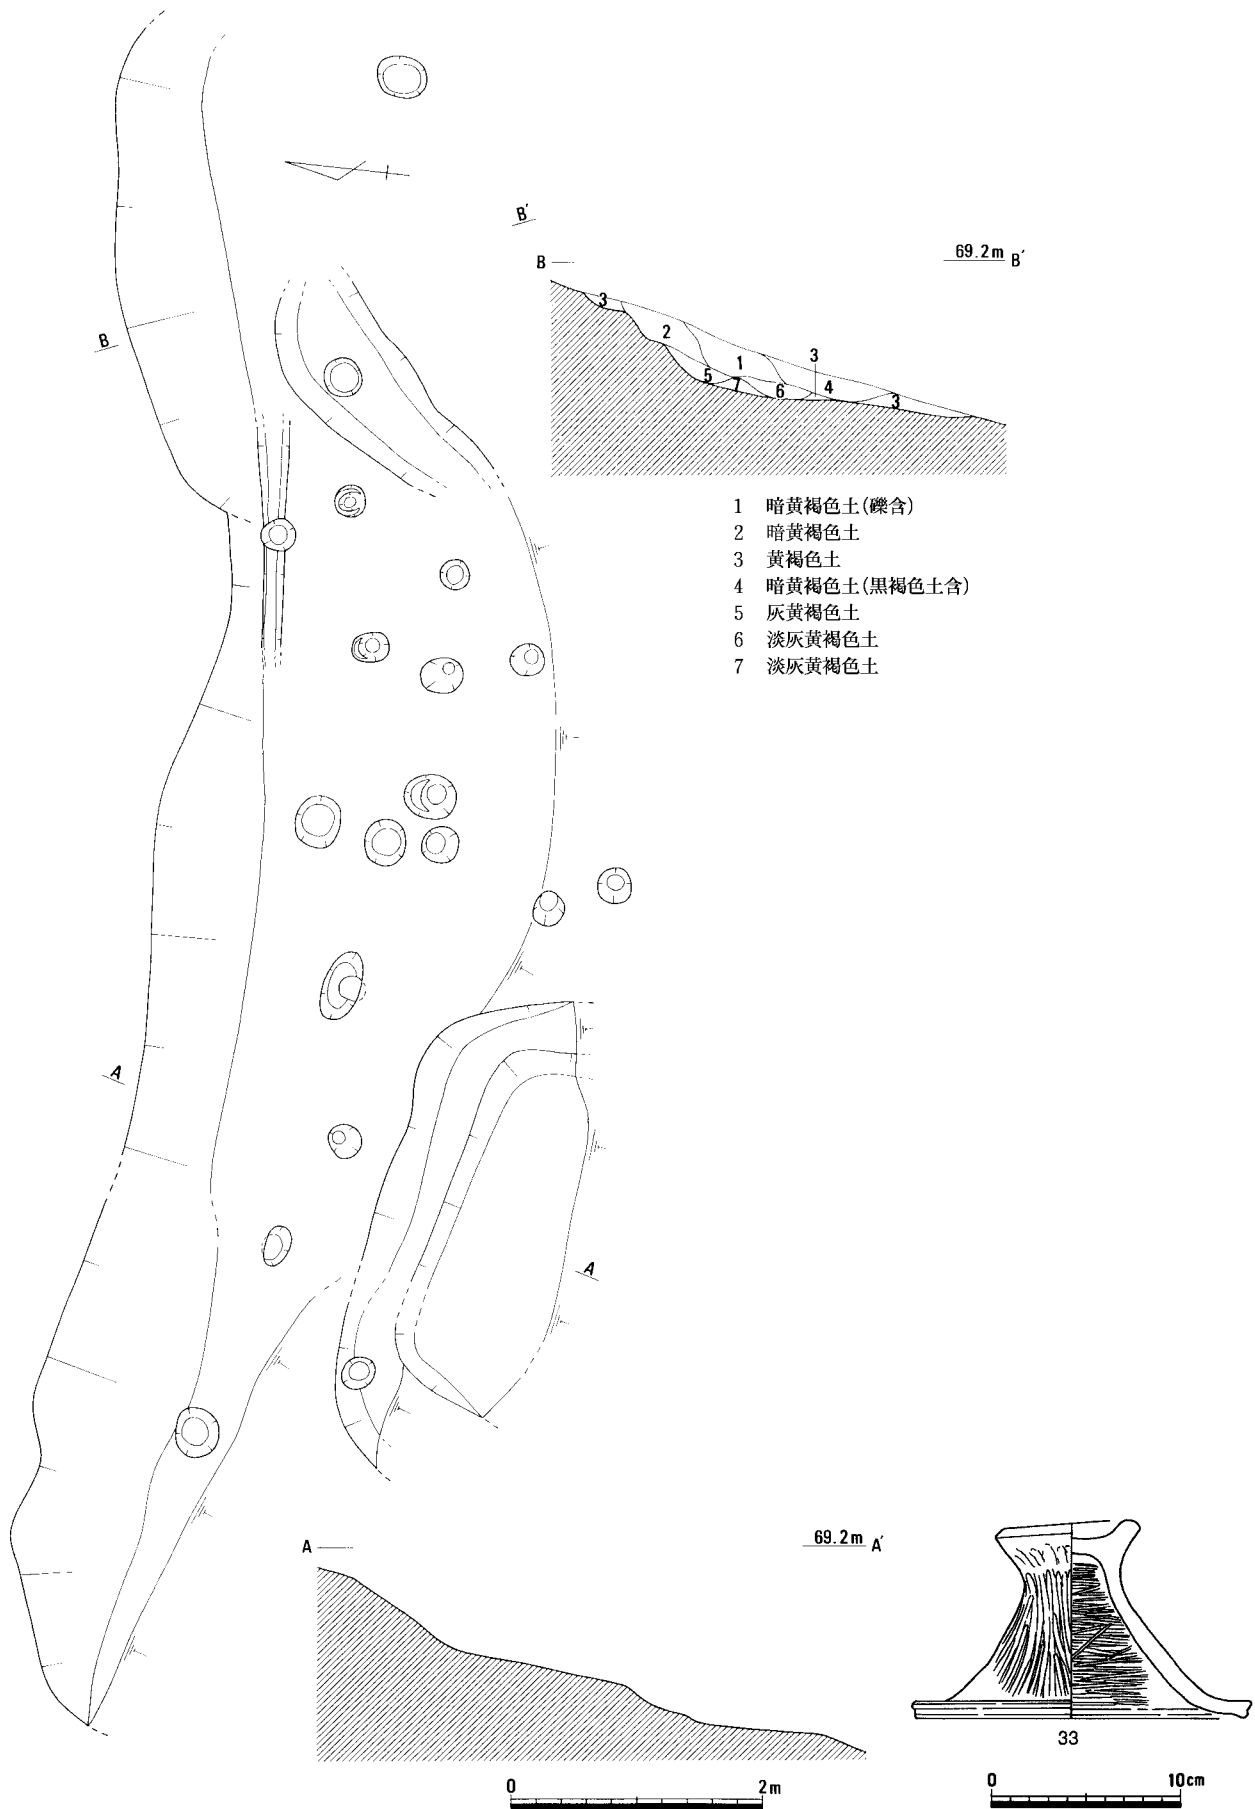 B′
B
69.2m B′
B
3
2
1
3
5
7
6
4
3
1 暗黄褐色土(礫含)
2 暗黄褐色土
3 黄褐色土
4 暗黄褐色土(黒褐色土含)
5 灰黄褐色土
6 淡灰黄褐色土
7 淡灰黄褐色土
A
A
A
69.2m A′
33
0 2m
0 10cm